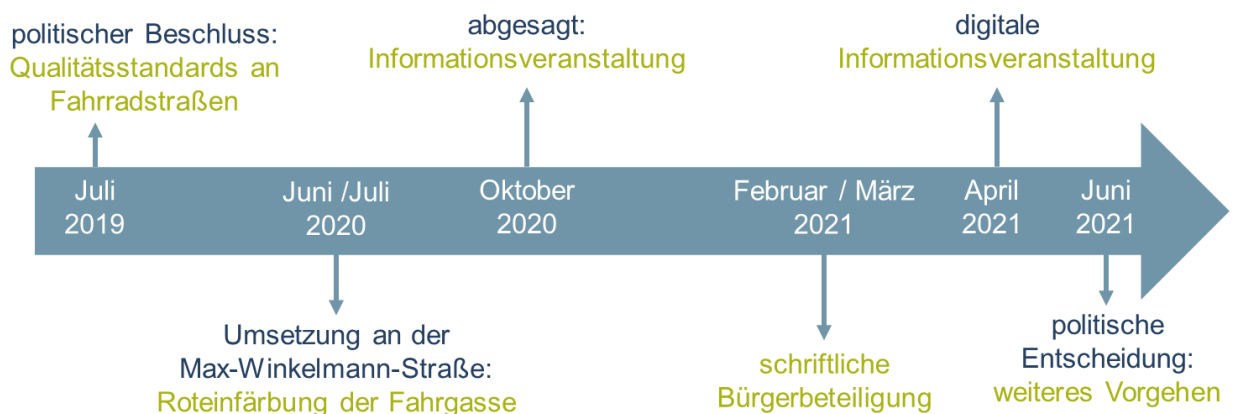 politischer Beschluss:
Qualitätsstandards an
Fahrradstraßen
abgesagt:
Informationsveranstaltung
digitale
Informationsveranstaltung
Juli
2019
Juni /Juli
2020
Oktober
2020
Februar / März
2021
April
2021
Juni
2021
Umsetzung an der
Max-Winkelmann-Straße:
Roteinfärbung der Fahrgasse
schriftliche
Bürgerbeteiligung
politische
Entscheidung:
weiteres Vorgehen